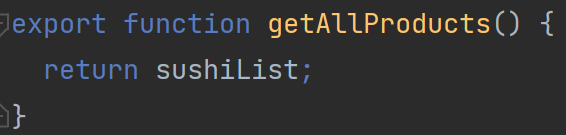 export function getAllProducts() {
  return sushiList;
}